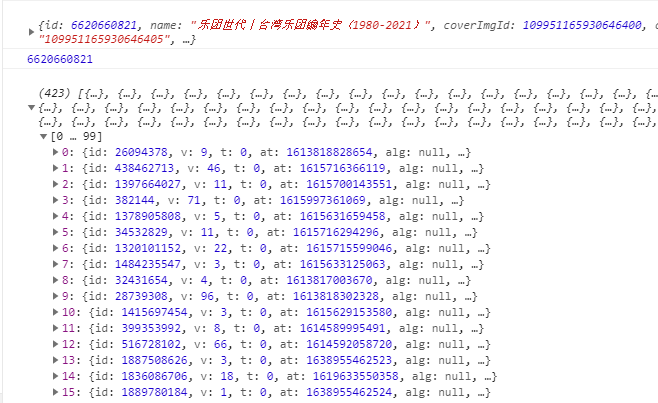 {id: 6620660821, name: "乐团世代丨台湾乐团编年史（1980-2021）", coverImgId: 109951165930646400, c
"109951165930646405", …}
6620660821
(423) [{…}, {…}, {…}, {…}, {…}, {…}, {…}, {…}, {…}, {…}, {…}, {…}, {…}, {…}, {…}, {…}, {…},
{…}, {…}, {…}, {…}, {…}, {…}, {…}, {…}, {…}, {…}, {…}, {…}, {…}, {…}, {…}, {…}, {…}, {…},
{…}, {…}, {…}, {…}, {…}, {…}, {…}, {…}, {…}, {…}, {…}, {…}, {…}, {…}, {…}, {…}, {…}, {…},
[0 … 99]
0: {id: 26094378, v: 9, t: 0, at: 1613818828654, alg: null, …}
1: {id: 438462713, v: 46, t: 0, at: 1615716366119, alg: null, …}
2: {id: 1397664027, v: 11, t: 0, at: 1615700143551, alg: null, …}
3: {id: 382144, v: 71, t: 0, at: 1615997361069, alg: null, …}
4: {id: 1378905808, v: 5, t: 0, at: 1615631659458, alg: null, …}
5: {id: 34532829, v: 11, t: 0, at: 1615716294296, alg: null, …}
6: {id: 1320101152, v: 22, t: 0, at: 1615715599046, alg: null, …}
7: {id: 1484235547, v: 3, t: 0, at: 1615633125063, alg: null, …}
8: {id: 32431654, v: 4, t: 0, at: 1613817003670, alg: null, …}
9: {id: 28739308, v: 96, t: 0, at: 1613818302328, alg: null, …}
10: {id: 1415697454, v: 3, t: 0, at: 1615629153580, alg: null, …}
11: {id: 399353992, v: 8, t: 0, at: 1614589995491, alg: null, …}
12: {id: 516728102, v: 66, t: 0, at: 1614592058720, alg: null, …}
13: {id: 1887508626, v: 3, t: 0, at: 1638955462523, alg: null, …}
14: {id: 1836086706, v: 18, t: 0, at: 1619633550358, alg: null, …}
15: {id: 1889780184, v: 1, t: 0, at: 1638955462524, alg: null, …}